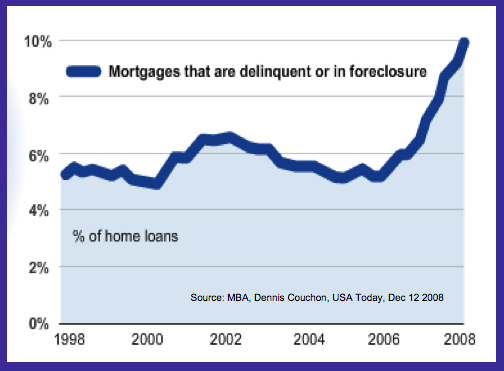 10%
Mortgages that are delinquent or in foreclosure
8%
6%
4%
% of home loans
2%
Source: MBA, Dennis Couchon, USA Today, Dec 12 2008
0%
1998 2000 2002 2004 2006 2008